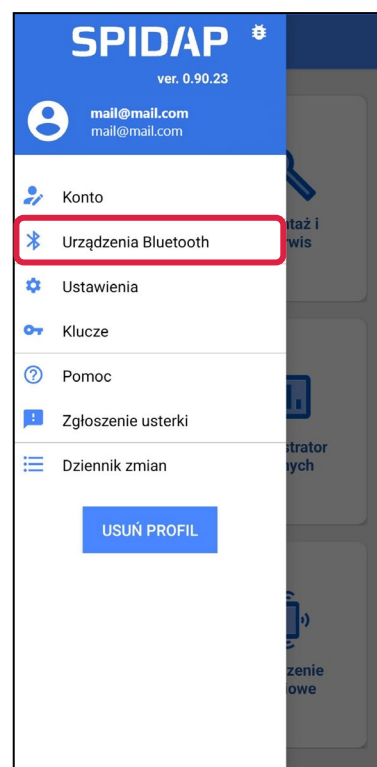 SPIDAP
ver. 0.90.23
mail@mail.com
mail@mail.com
Konto
Urządzenia Bluetooth
Ustawienia
Klucze
Pomoc
Zgłoszenie usterki
Dziennik zmian
USUŃ PROFIL